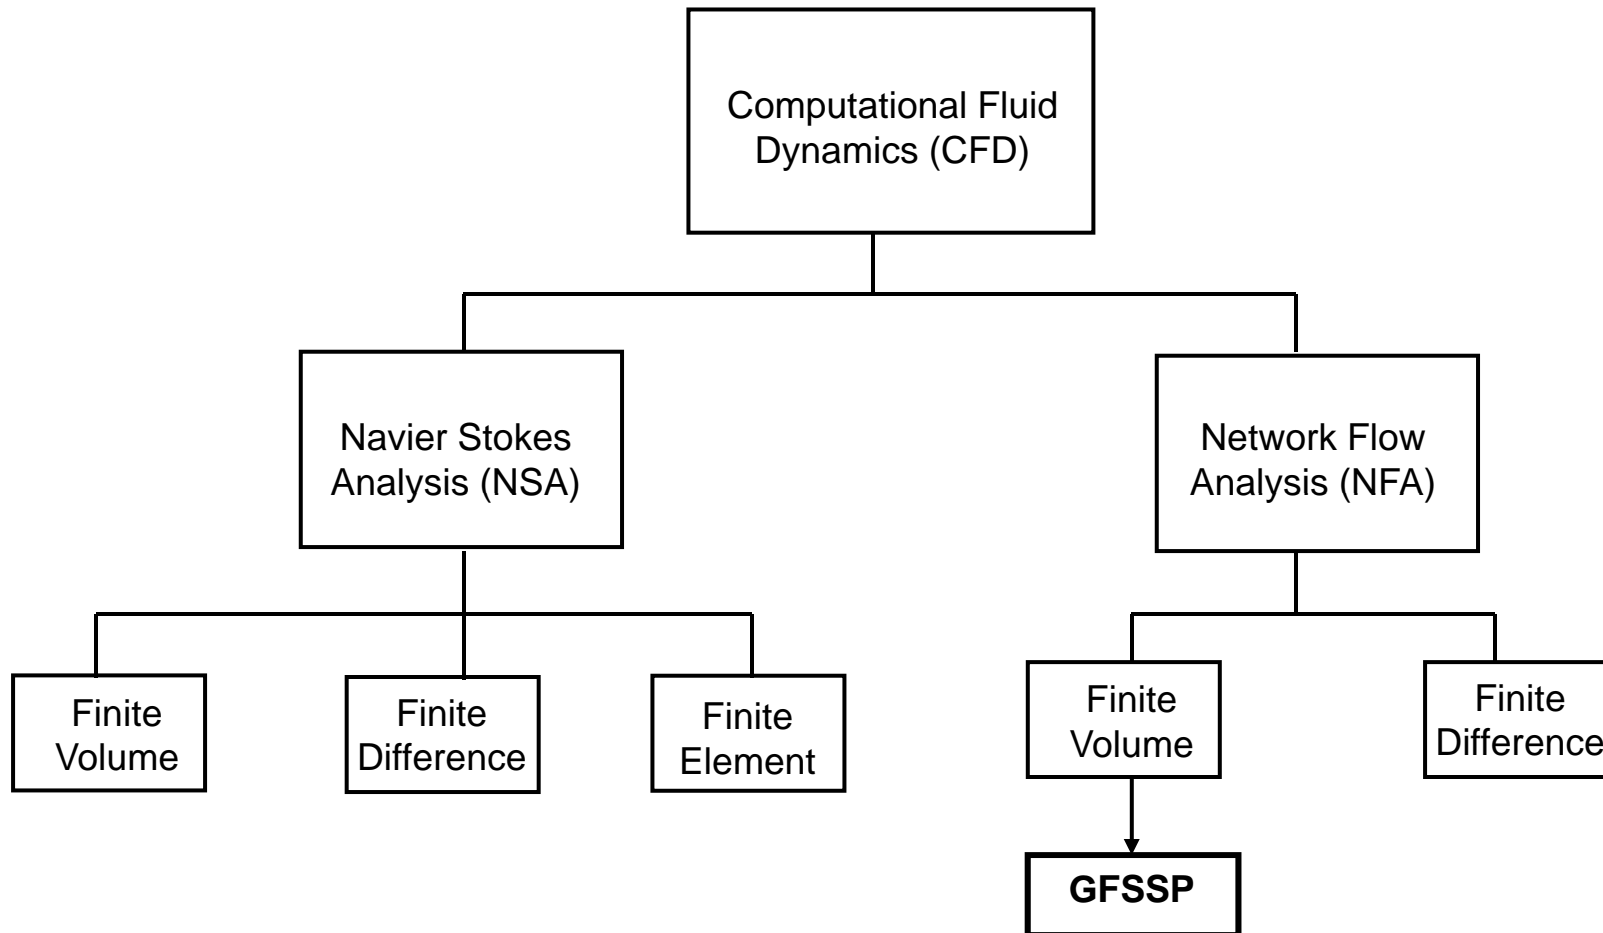 Computational Fluid
Dynamics (CFD)
Navier Stokes
Analysis (NSA)
Network Flow
Analysis (NFA)
Finite
Volume
Finite
Difference
Finite
Element
Finite
Volume
Finite
Difference
GFSSP